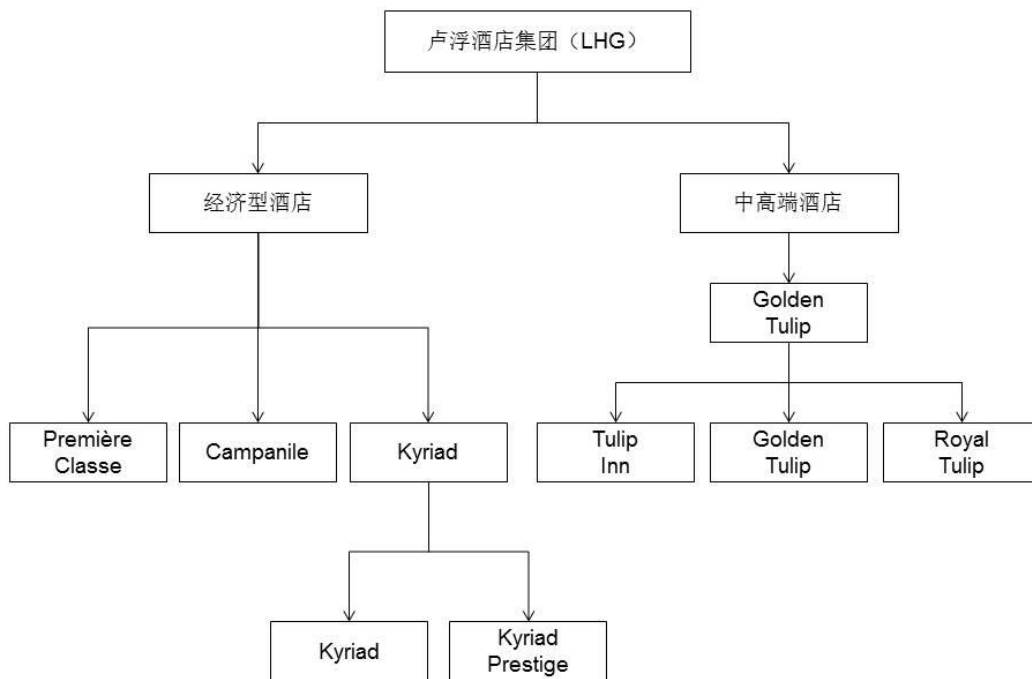 卢浮酒店集团（LHG）
经济型酒店
中高端酒店
Golden
Tulip
Première
Classe
Campanile
Kyriad
Tulip
Inn
Golden
Tulip
Royal
Tulip
Kyriad
Kyriad
Prestige